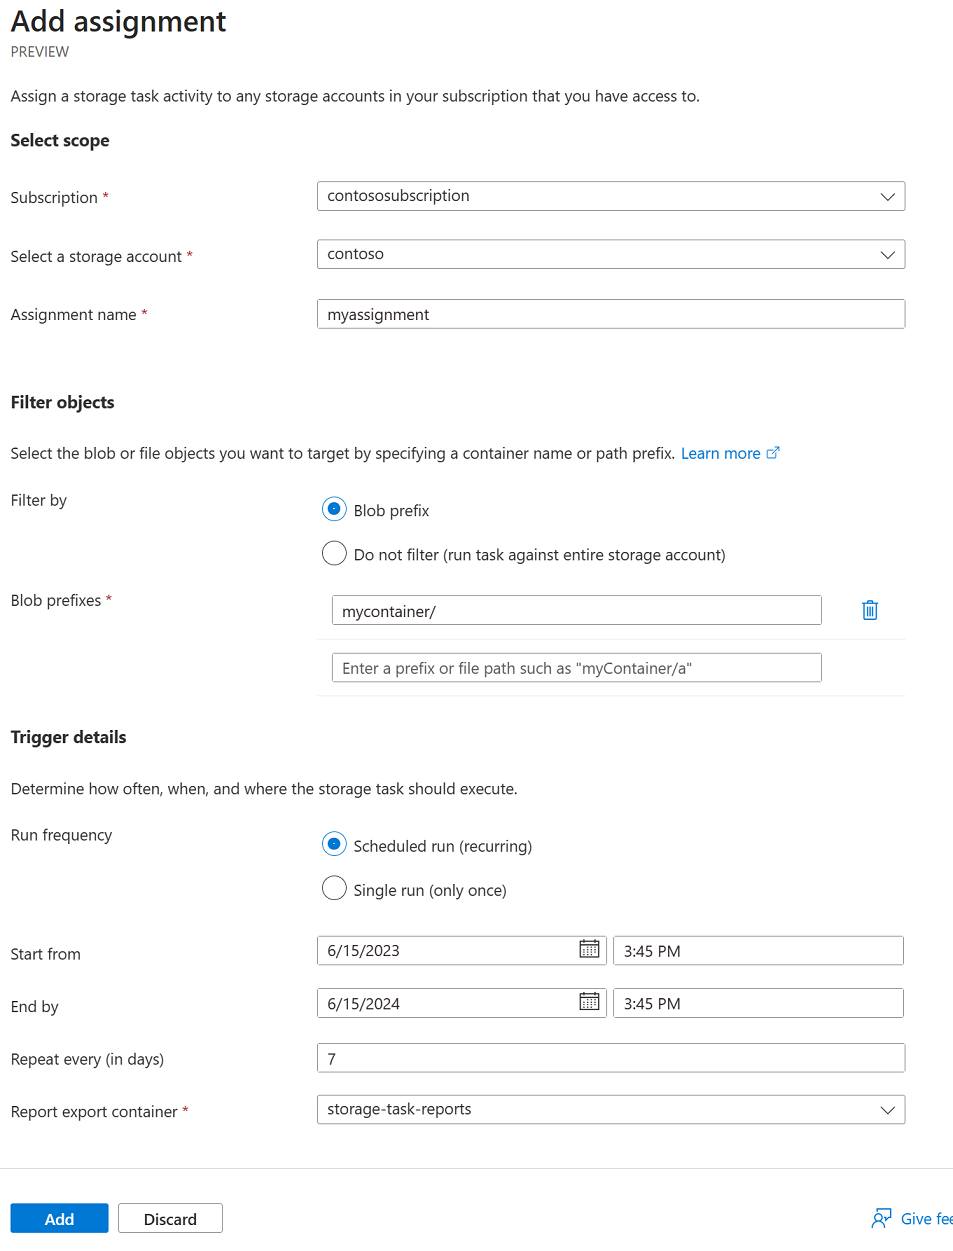 Add assignment
PREVIEW
Assign a storage task activity to any storage accounts in your subscription that you have access to.
Select scope
Subscription *
contososubscription
Select a storage account *
contoso
Assignment name *
myassignment
Filter objects
Select the blob or file objects you want to target by specifying a container name or path prefix. Learn more
Filter by
Blob prefix
Do not filter (run task against entire storage account)
Blob prefixes *
mycontainer/
Enter a prefix or file path such as "myContainer/a"
Trigger details
Determine how often, when, and where the storage task should execute.
Run frequency
Scheduled run (recurring)
Single run (only once)
Start from
6/15/2023
3:45 PM
End by
6/15/2024
3:45 PM
Repeat every (in days)
7
Report export container *
storage-task-reports
Add
Discard
Give fee